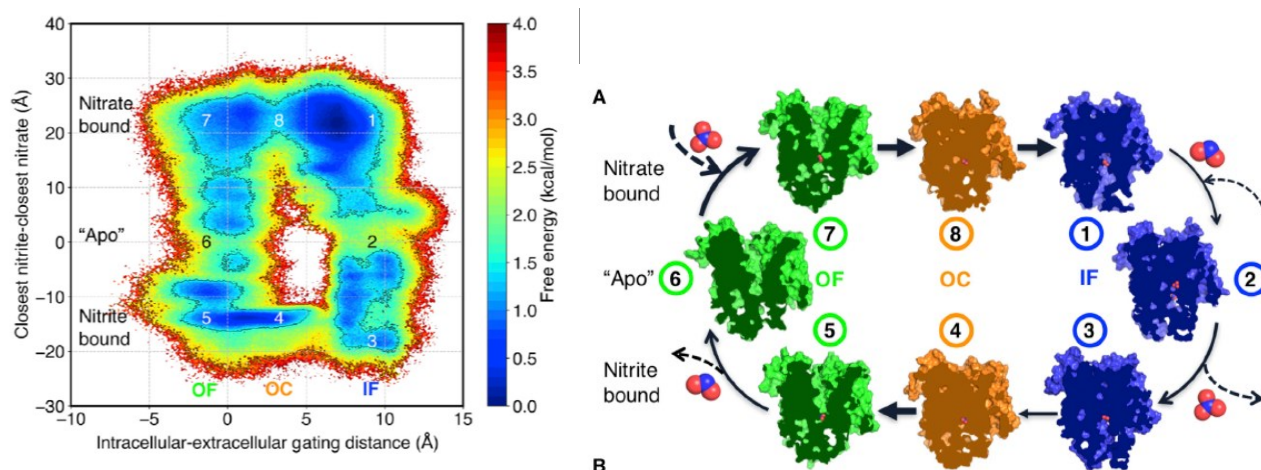 40
30
20
10
0
−10
−20
−30
−10
−5
0
5
10
15
Closest nitrite-closest nitrate (Å)
Intracellular-extracellular gating distance (Å)
Nitrate
bound
“Apo”
Nitrite
bound
7
8
1
6
2
5
4
3
OF
OC
IF
4.0
3.5
3.0
2.5
2.0
1.5
1.0
0.5
0.0
Free energy (kcal/mol)
A
Nitrate
bound
7
8
1
“Apo”
6
OF
OC
IF
2
5
4
3
Nitrite
bound
B